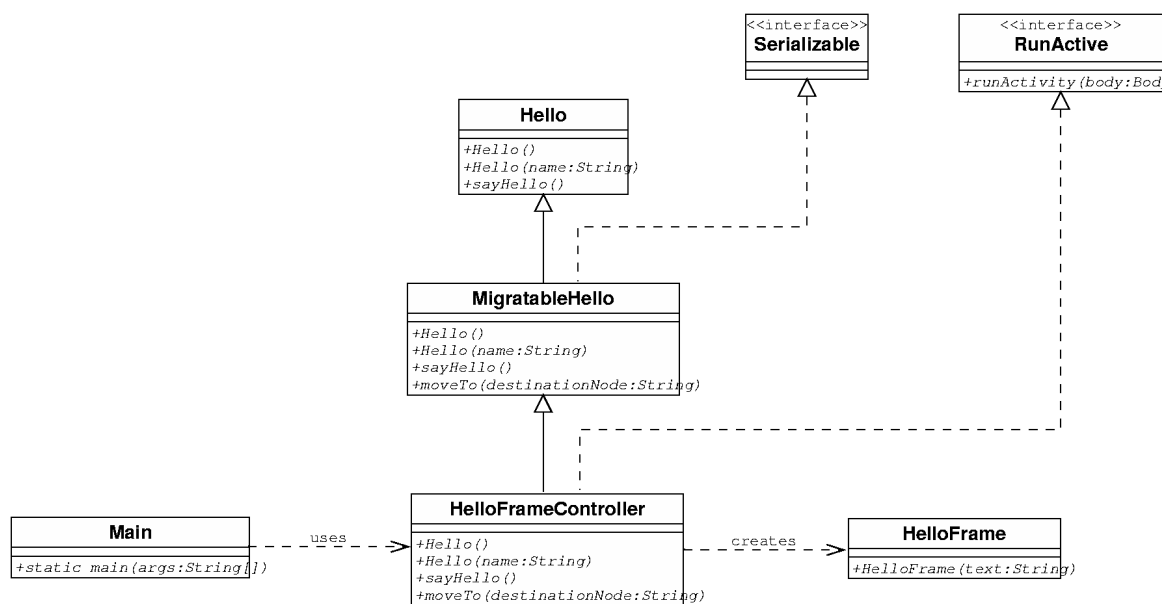 <<interface>>
Serializable
<<interface>>
RunActive
+runActivity(body:Body
Hello
+Hello()
+Hello(name:String)
+sayHello()
MigratableHello
+Hello()
+Hello(name:String)
+sayHello()
+moveTo(destinationNode:String)
Main
+static main(args:String[])
uses
HelloFrameController
+Hello()
+Hello(name:String)
+sayHello()
+moveTo(destinationNode:String)
creates
HelloFrame
+HelloFrame(text:String)